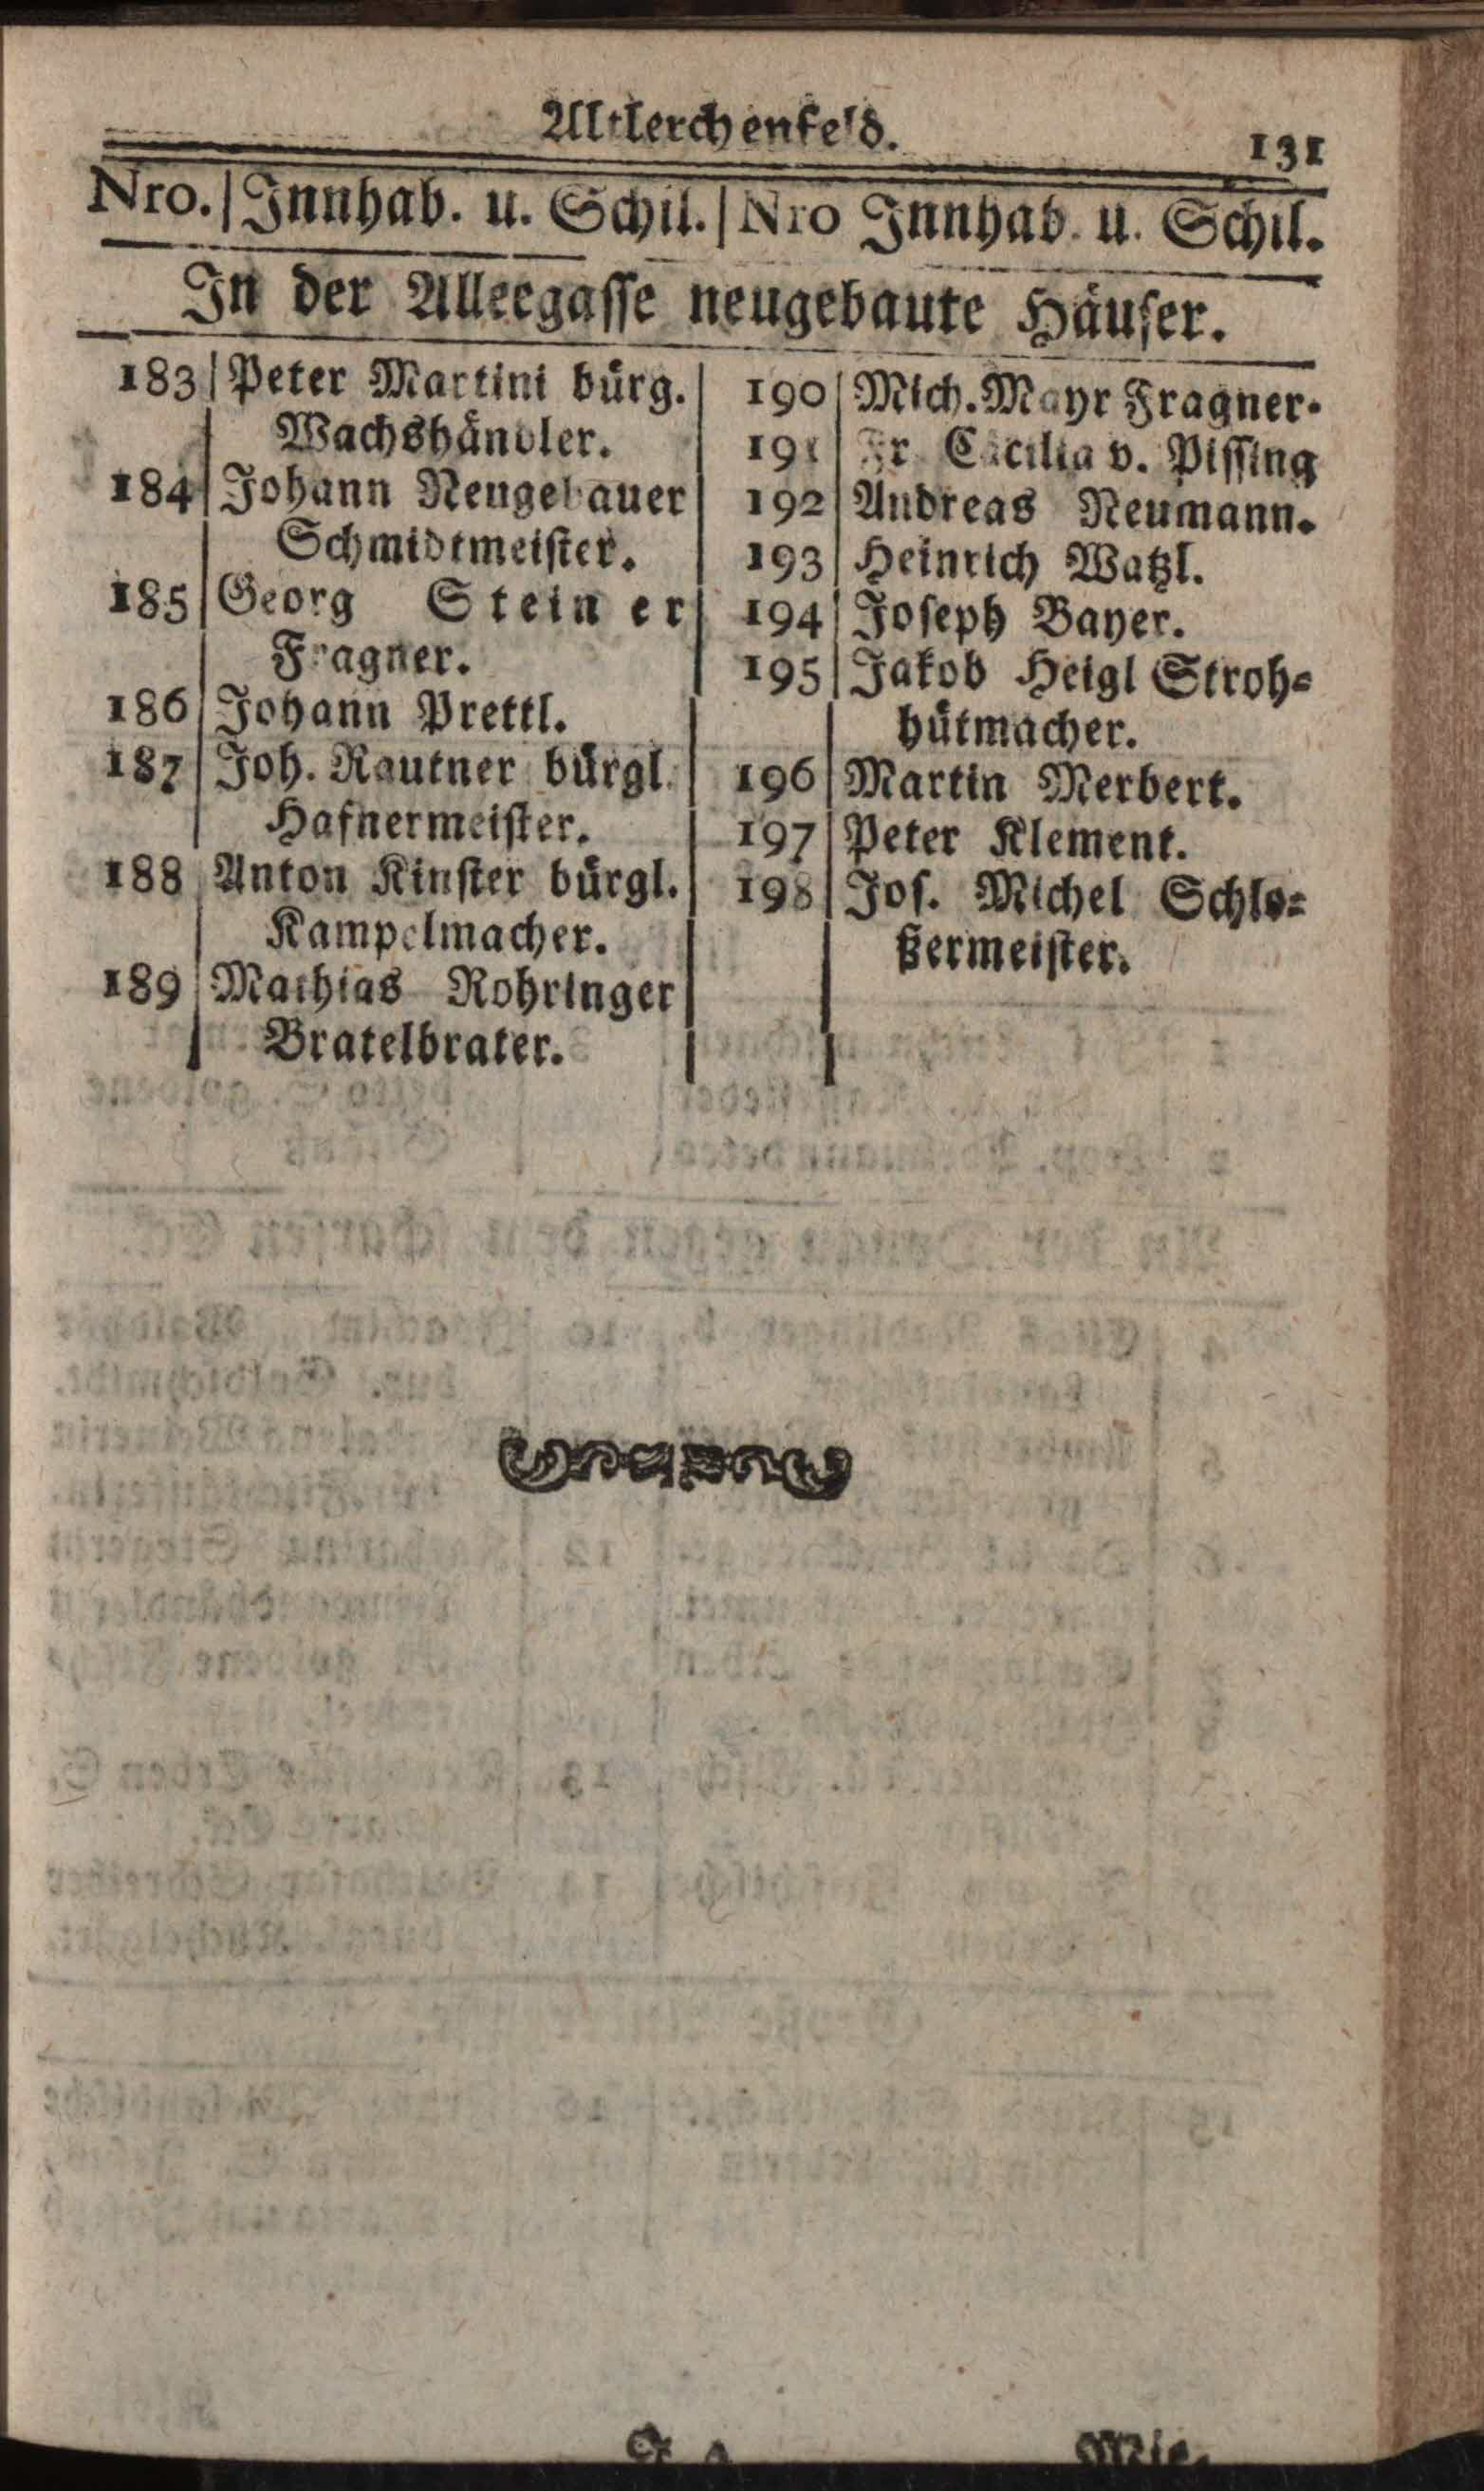 Altlerchenfeld.
131
Nro. Innhab. u. Schil. Nro Innhab. u. Schil.
In der Alleegasse neugebaute Häuser.
183 Peter Martini bürg.
Wachshändler.
184 Johann Neugebauer
Schmidtmeister.
185 Georg Steiner
Fragner.
186 Johann Prettl.
187 Joh. Rautner bürgl.
Hafnermeister.
188 Anton Kinster bürgl.
Kampelmacher.
189 Mathias Rohringer
Bratelbrater.
190 Mich. Mayr Fragner.
191 Fr. Cäcilia v. Pissing
192 Andreas Neumann.
193 Heinrich Watzl.
194 Joseph Bayer.
195 Jakob Heigl Stroh-
hütmacher.
196 Martin Merbert.
197 Peter Klement.
198 Jos. Michel Schlo-
ßermeister.